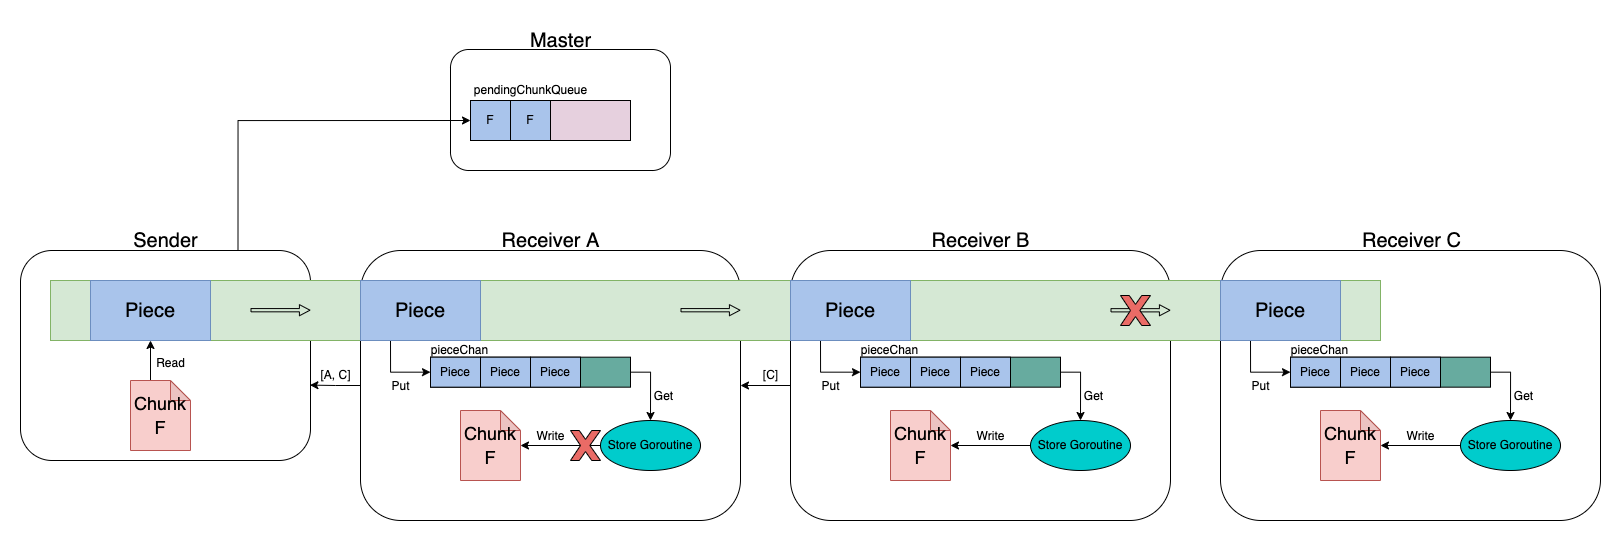 Master
pendingChunkQueue
F F
Sender
Receiver A
Receiver B
Receiver C
Piece
Piece
Piece
Piece
Read
Chunk
F
[A, C]
Put
pieceChan
Piece Piece Piece
Get
Chunk
F
Write
Store Goroutine
[C]
Put
pieceChan
Piece Piece Piece
Get
Chunk
F
Write
Store Goroutine
Put
pieceChan
Piece Piece Piece
Get
Chunk
F
Write
Store Goroutine